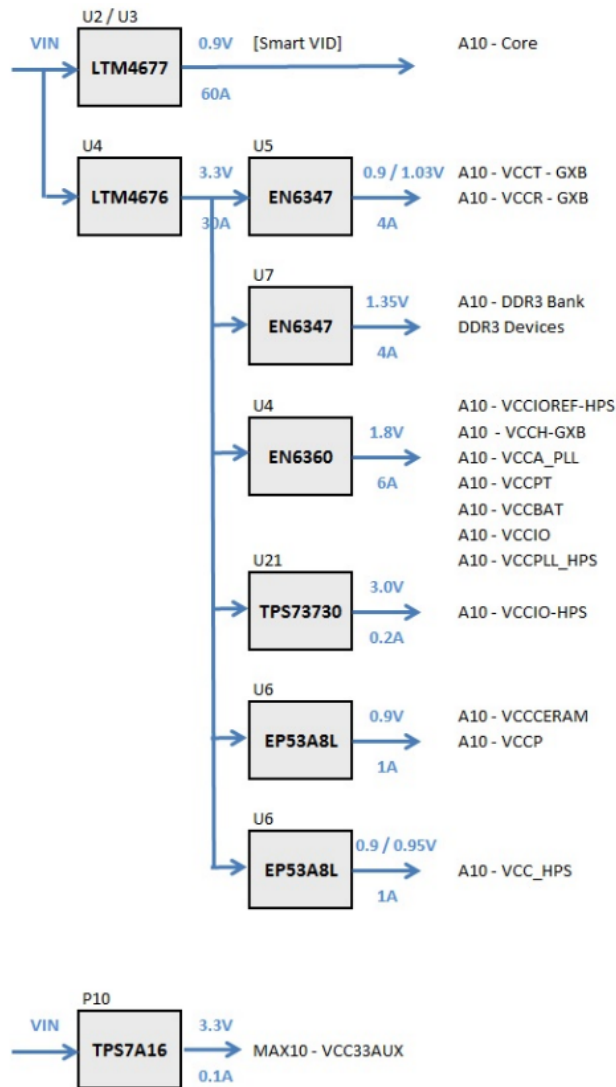 U2 / U3
VIN
LTM4677
0.9V
[Smart VID]
60A
A10 - Core
U4
LTM4676
3.3V
30A
U5
EN6347
0.9 / 1.03V
4A
A10 - VCCT - GXB
A10 - VCCR - GXB
U7
EN6347
1.35V
4A
A10 - DDR3 Bank
DDR3 Devices
U4
EN6360
1.8V
6A
A10 - VCCIOREF-HPS
A10 - VCCH-GXB
A10 - VCCA_PLL
A10 - VCCPT
A10 - VCCBAT
A10 - VCCIO
A10 - VCCPLL_HPS
U21
TPS73730
3.0V
0.2A
A10 - VCCIO-HPS
U6
EP53A8L
0.9V
1A
A10 - VCCCERAM
A10 - VCCP
U6
EP53A8L
0.9 / 0.95V
1A
A10 - VCC_HPS
P10
VIN
TPS7A16
3.3V
0.1A
MAX10 - VCC33AUX